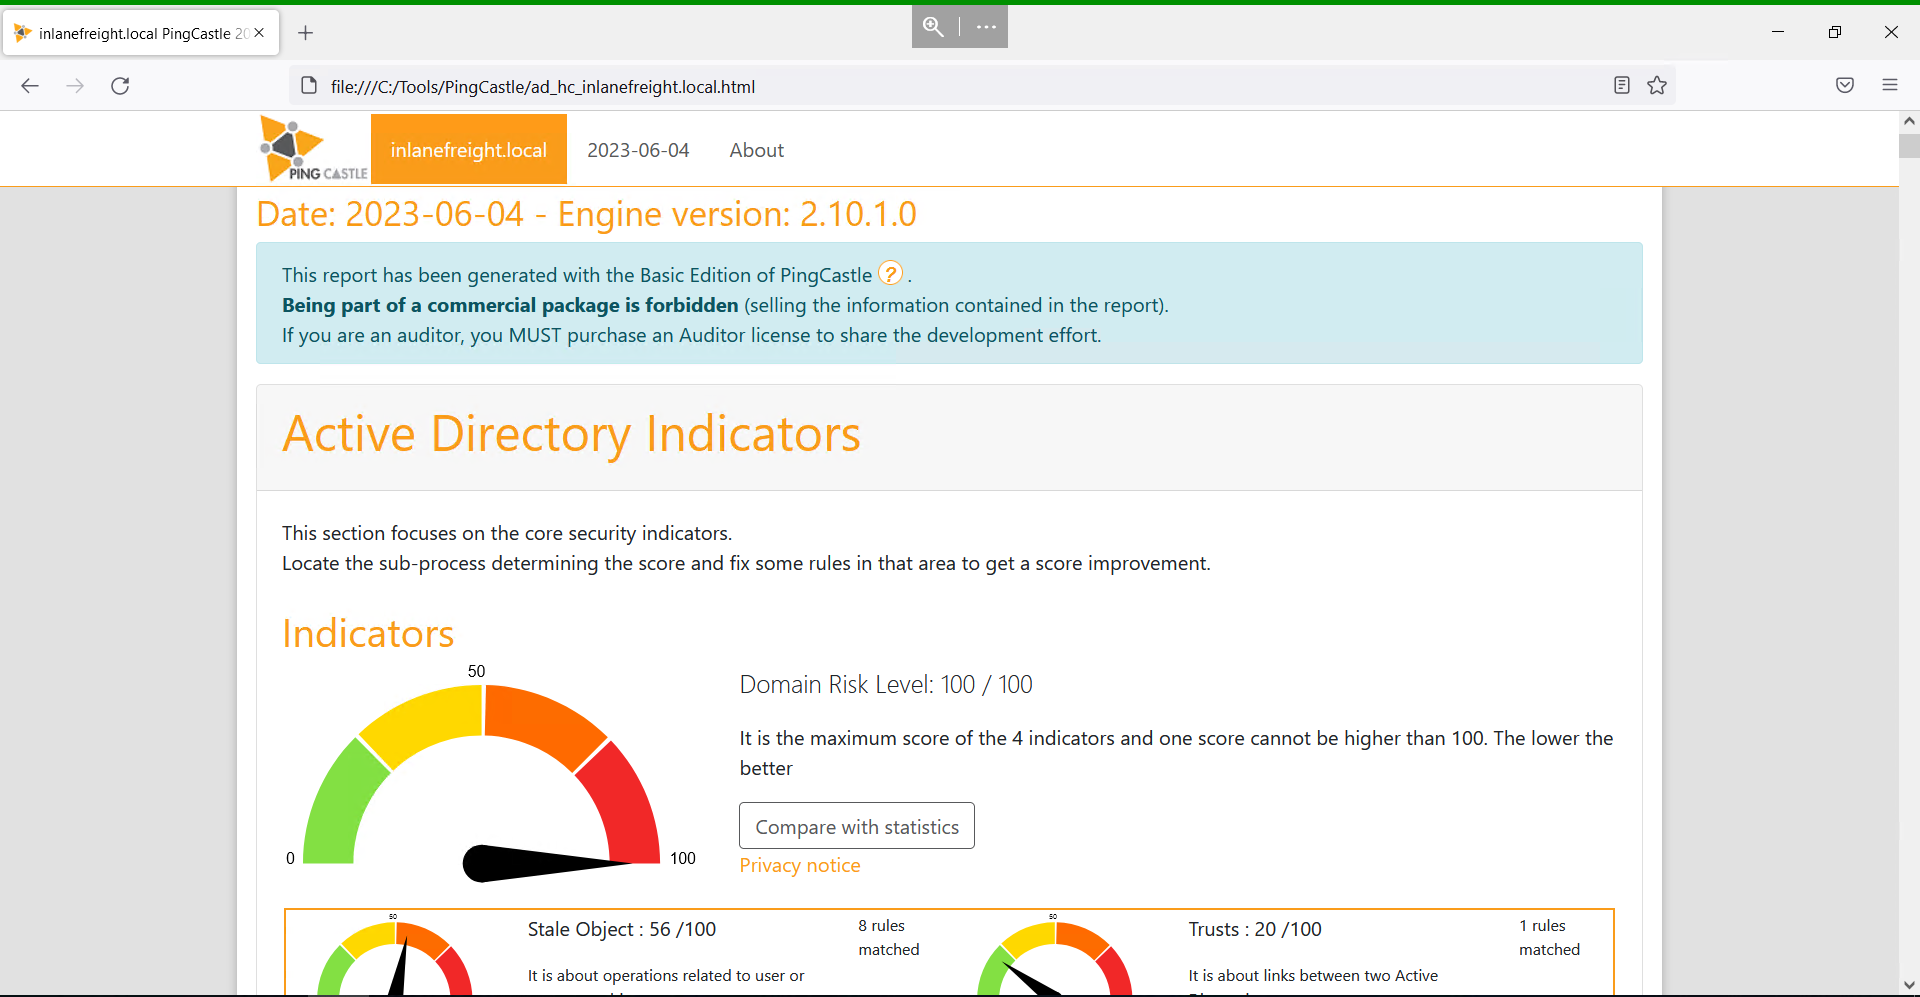 inlanefreight.local PingCastle 20
file:///C:/Tools/PingCastle/ad_hc_inlanefreight.local.html
PING CASTLE
inlanefreight.local
2023-06-04
About
Date: 2023-06-04 - Engine version: 2.10.1.0
This report has been generated with the Basic Edition of PingCastle ? .
Being part of a commercial package is forbidden (selling the information contained in the report).
If you are an auditor, you MUST purchase an Auditor license to share the development effort.
Active Directory Indicators
This section focuses on the core security indicators.
Locate the sub-process determining the score and fix some rules in that area to get a score improvement.
Indicators
50
0
100
Domain Risk Level: 100 / 100
It is the maximum score of the 4 indicators and one score cannot be higher than 100. The lower the
better
Compare with statistics
Privacy notice
50
Stale Object : 56 /100
8 rules
matched
It is about operations related to user or
50
Trusts : 20 /100
1 rules
matched
It is about links between two Active